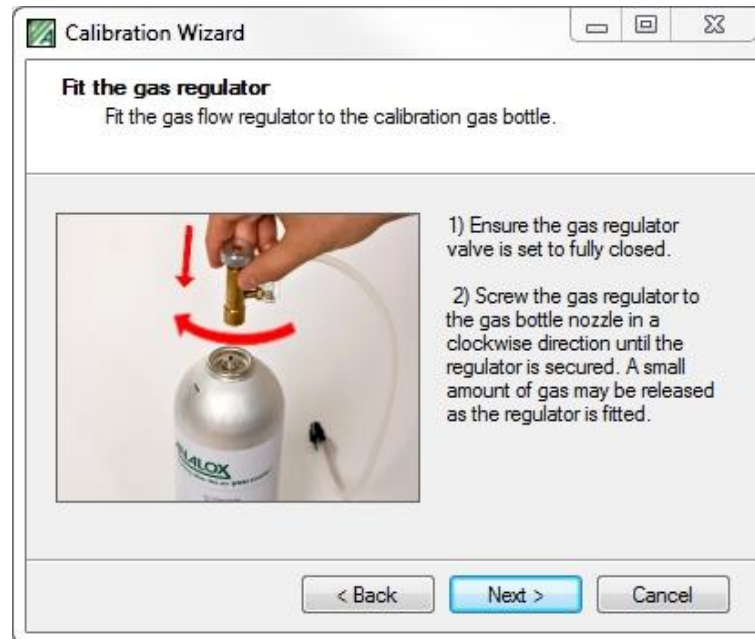 Calibration Wizard
Fit the gas regulator
Fit the gas flow regulator to the calibration gas bottle.
1) Ensure the gas regulator
valve is set to fully closed.
2) Screw the gas regulator to
the gas bottle nozzle in a
clockwise direction until the
regulator is secured. A small
amount of gas may be released
as the regulator is fitted.
< Back
Next >
Cancel